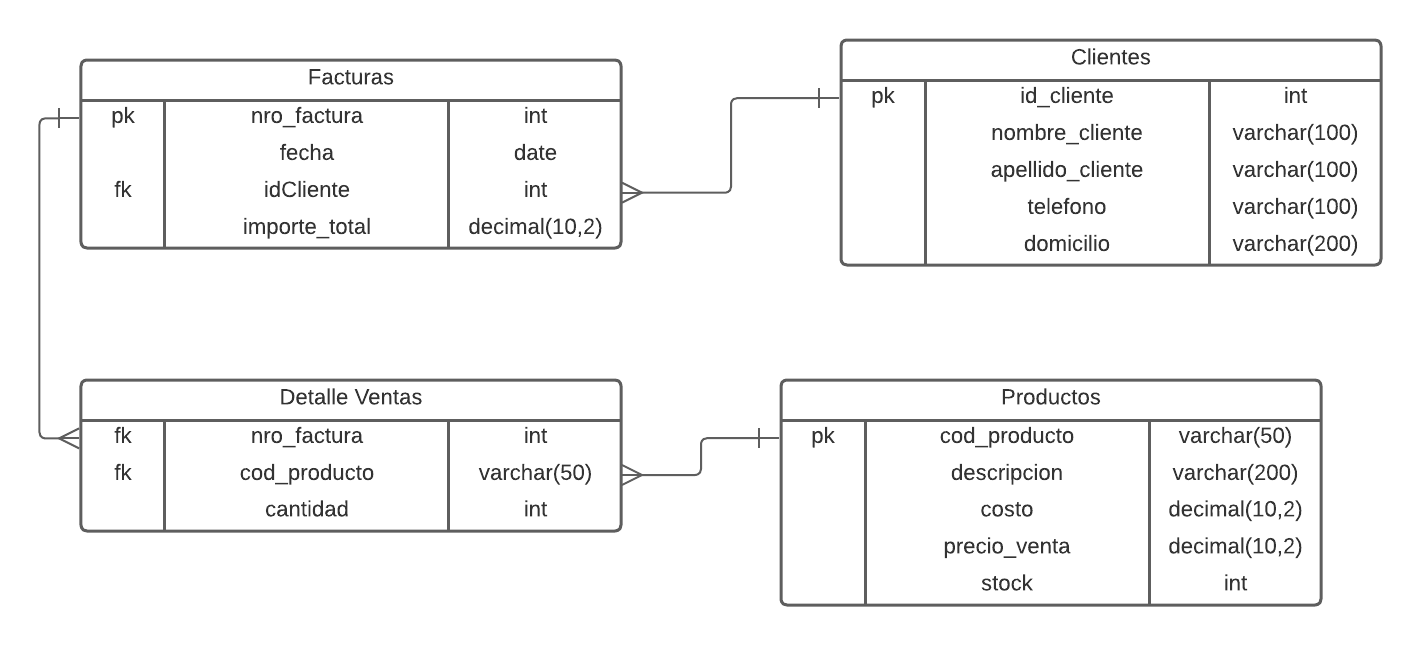 Facturas
pk nro_factura int
fecha date
fk idCliente int
importe_total decimal(10,2)
Clientes
pk id_cliente int
nombre_cliente varchar(100)
apellido_cliente varchar(100)
telefono varchar(100)
domicilio varchar(200)
Detalle Ventas
fk nro_factura int
fk cod_producto varchar(50)
cantidad int
Productos
pk cod_producto varchar(50)
descripcion varchar(200)
costo decimal(10,2)
precio_venta decimal(10,2)
stock int